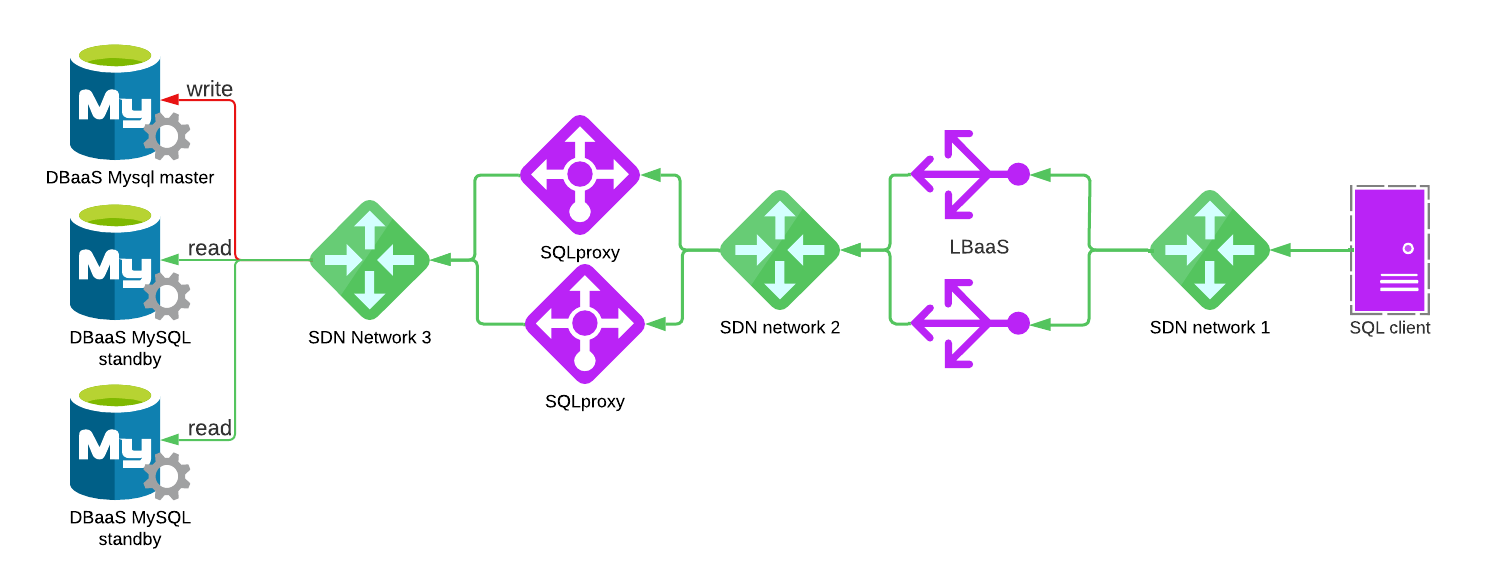 My
write
DBaaS Mysql master
My
read
DBaaS MySQL
standby
My
read
DBaaS MySQL
standby
SDN Network 3
SQLproxy
SQLproxy
SDN network 2
LBaaS
SDN network 1
SQL client